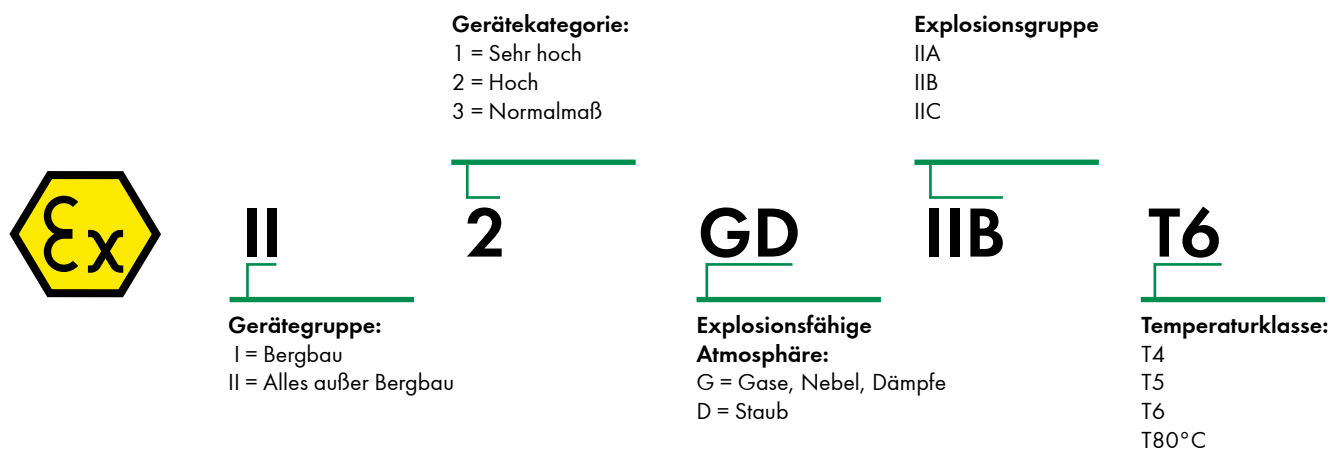 Gerätekategorie:
1 = Sehr hoch
2 = Hoch
3 = Normalmaß
Explosionsgruppe
IIA
IIB
IIC
Ex
II
2
GD
IIB
T6
Gerätegruppe:
I = Bergbau
II = Alles außer Bergbau
Explosionsfähige
Atmosphäre:
G = Gase, Nebel, Dämpfe
D = Staub
Temperaturklasse:
T4
T5
T6
T80°C